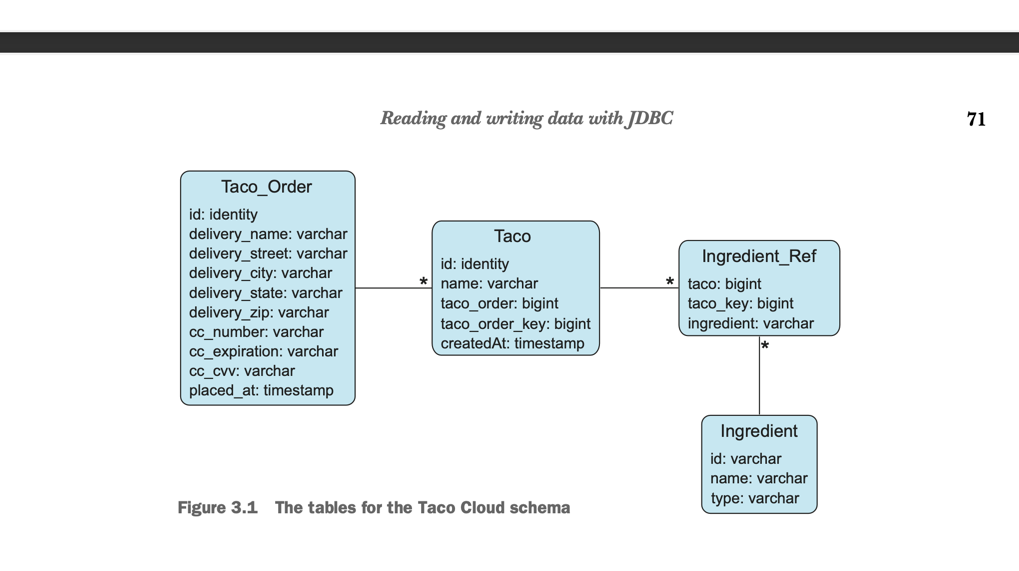 Reading and writing data with JDBC
71
Taco_Order
id: identity
delivery_name: varchar
delivery_street: varchar
delivery_city: varchar
delivery_state: varchar
delivery_zip: varchar
cc_number: varchar
cc_expiration: varchar
cc_cvv: varchar
placed_at: timestamp
*
Taco
id: identity
name: varchar
taco_order: bigint
taco_order_key: bigint
createdAt: timestamp
*
Ingredient_Ref
taco: bigint
taco_key: bigint
ingredient: varchar
*
Ingredient
id: varchar
name: varchar
type: varchar
Figure 3.1 The tables for the Taco Cloud schema